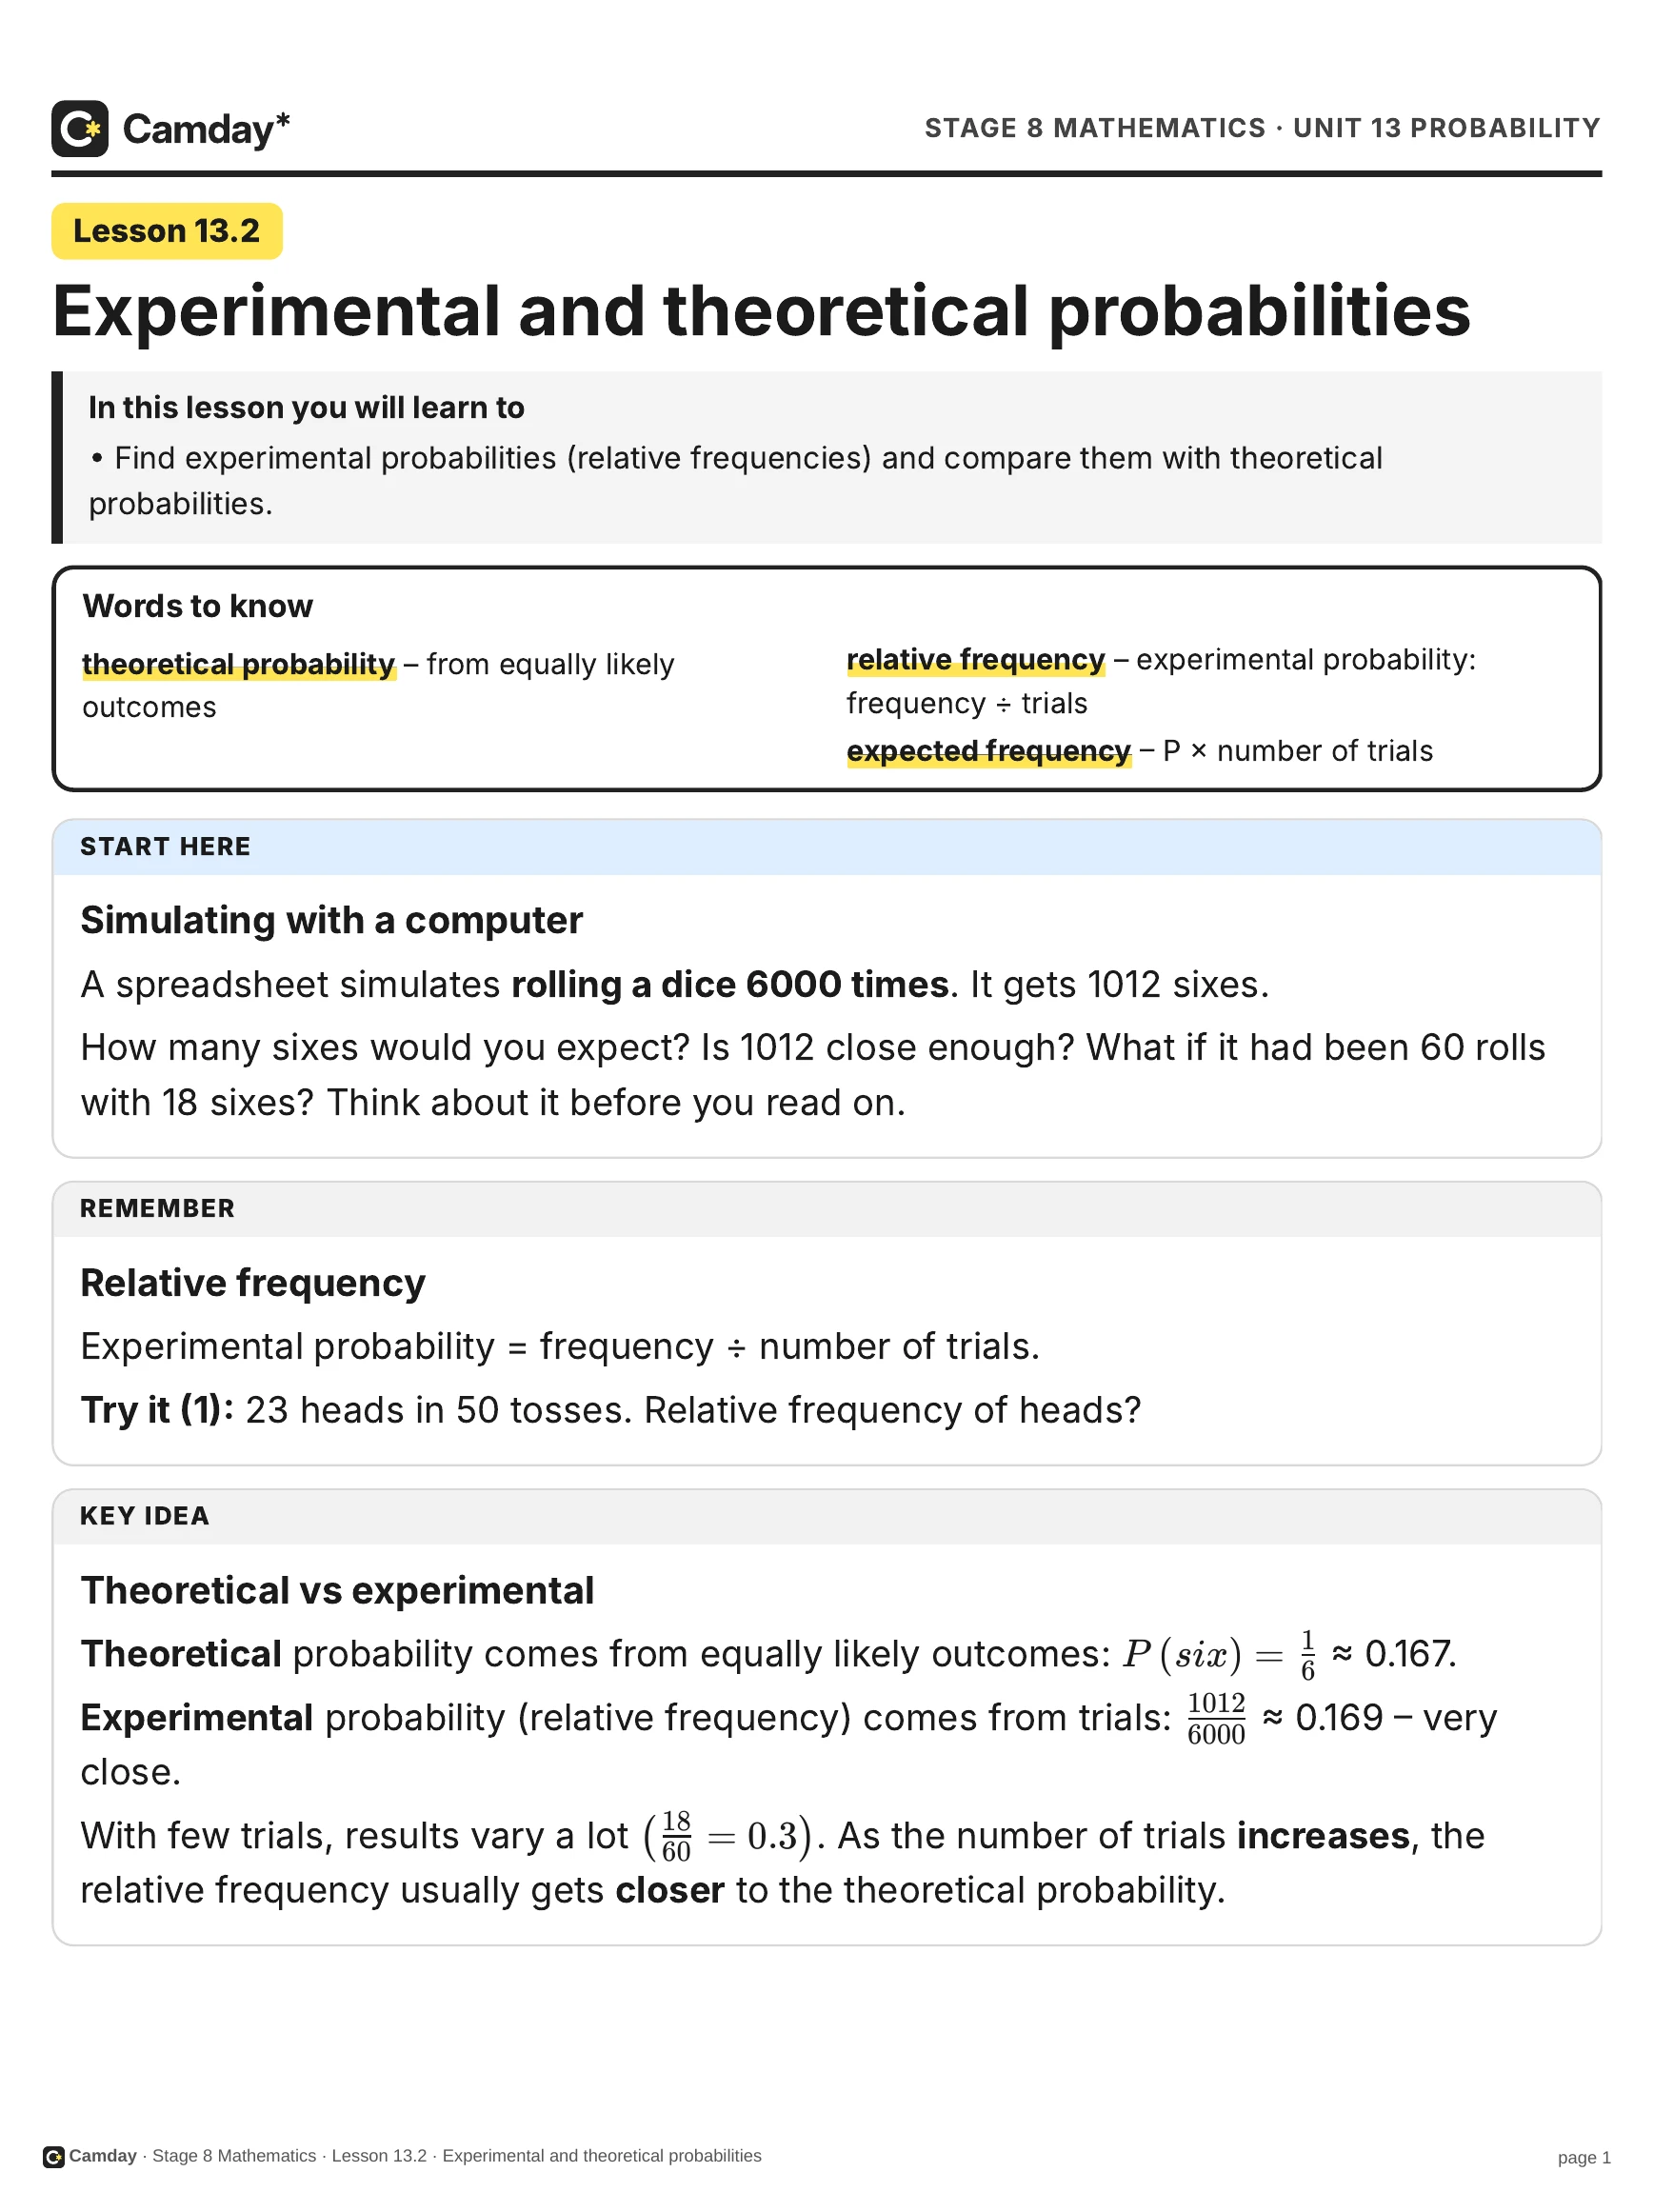 Camday*
STAGE 8 MATHEMATICS · UNIT 13 PROBABILITY
Lesson 13.2
Experimental and theoretical probabilities
In this lesson you will learn to
• Find experimental probabilities (relative frequencies) and compare them with theoretical
probabilities.
Words to know
theoretical probability – from equally likely
outcomes
relative frequency – experimental probability:
frequency ÷ trials
expected frequency – P × number of trials
START HERE
Simulating with a computer
A spreadsheet simulates rolling a dice 6000 times. It gets 1012 sixes.
How many sixes would you expect? Is 1012 close enough? What if it had been 60 rolls
with 18 sixes? Think about it before you read on.
REMEMBER
Relative frequency
Experimental probability = frequency ÷ number of trials.
Try it (1): 23 heads in 50 tosses. Relative frequency of heads?
KEY IDEA
Theoretical vs experimental
Theoretical probability comes from equally likely outcomes: P (six) = 1/6 ≈ 0.167.
Experimental probability (relative frequency) comes from trials: 1012/6000 ≈ 0.169 – very
close.
With few trials, results vary a lot (18/60 = 0.3). As the number of trials increases, the
relative frequency usually gets closer to the theoretical probability.
Camday · Stage 8 Mathematics · Lesson 13.2 · Experimental and theoretical probabilities
page 1